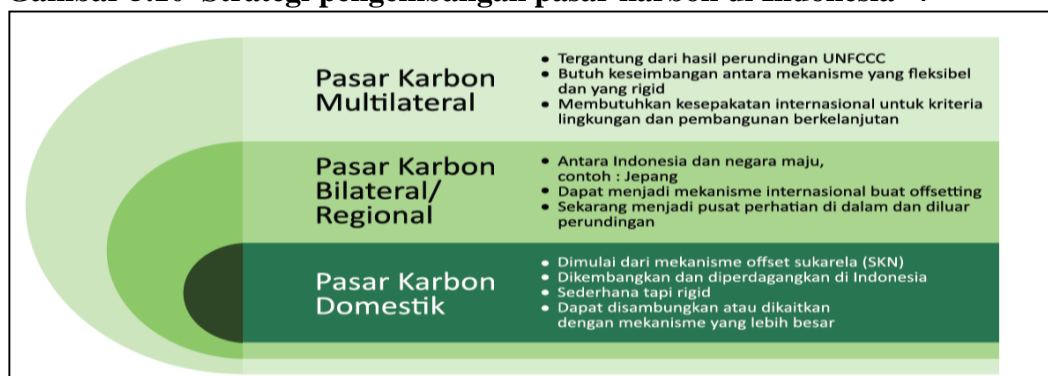 Pasar Karbon
Multilateral
• Tergantung dari hasil perundingan UNFCCC
• Butuh keseimbangan antara mekanisme yang fleksibel
dan yang rigid
• Membutuhkan kesepakatan internasional untuk kriteria
lingkungan dan pembangunan berkelanjutan
Pasar Karbon
Bilateral/
Regional
• Antara Indonesia dan negara maju,
contoh : Jepang
• Dapat menjadi mekanisme internasional buat offsetting
• Sekarang menjadi pusat perhatian di dalam dan diluar
perundingan
Pasar Karbon
Domestik
• Dimulai dari mekanisme offset sukarela (SKN)
• Dikembangkan dan diperdagangkan di Indonesia
• Sederhana tapi rigid
• Dapat disambungkan atau dikaitkan
dengan mekanisme yang lebih besar